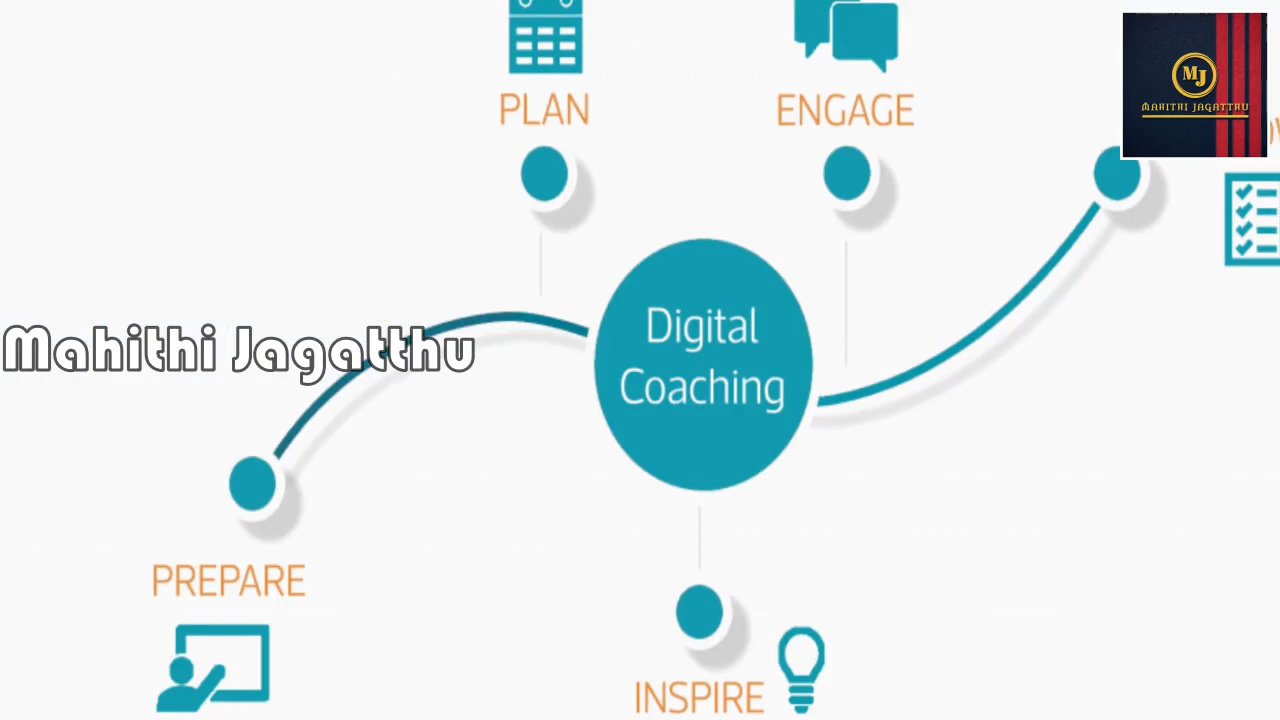 PLAN
ENGAGE
MJ
MAHITHI JAGATTHU
Digital
Coaching
Mahithi Jagatthu
PREPARE
INSPIRE